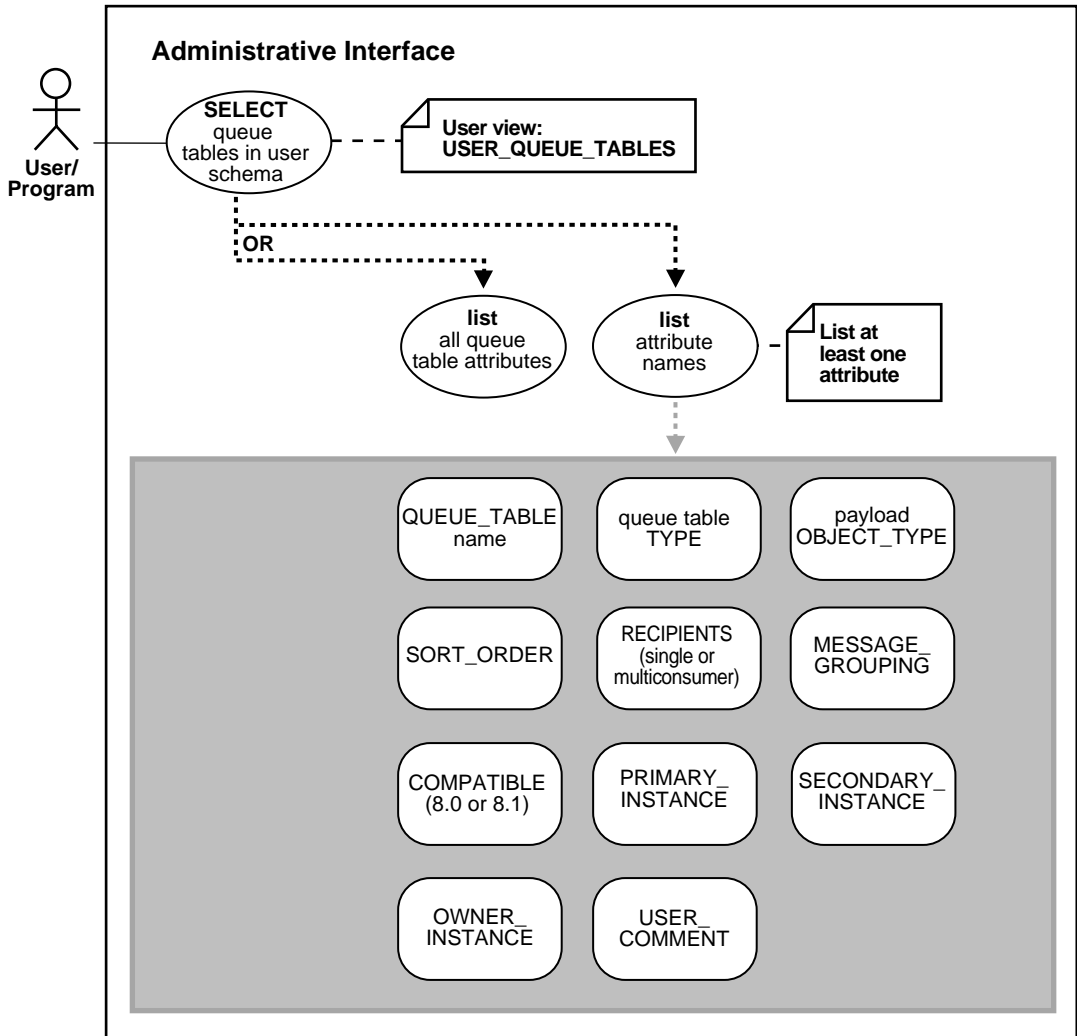 Administrative Interface
User/
Program
SELECT
queue
tables in user
schema
User view:
USER_QUEUE_TABLES
OR
list
all queue
table attributes
list
attribute
names
List at
least one
attribute
QUEUE_TABLE
name
queue table
TYPE
payload
OBJECT_TYPE
SORT_ORDER
RECIPIENTS
(single or
multiconsumer)
MESSAGE_
GROUPING
COMPATIBLE
(8.0 or 8.1)
PRIMARY_
INSTANCE
SECONDARY_
INSTANCE
OWNER_
INSTANCE
USER_
COMMENT